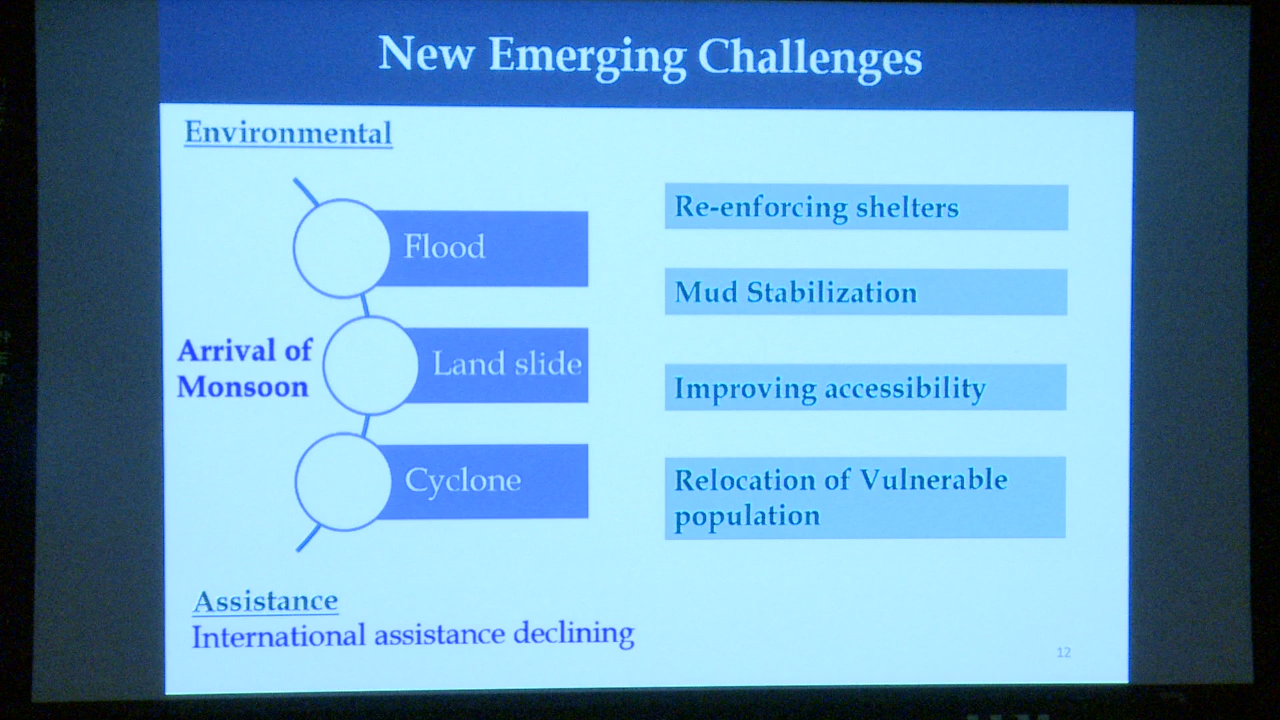 New Emerging Challenges
Environmental
Flood
Arrival of
Monsoon
Land slide
Cyclone
Re-enforcing shelters
Mud Stabilization
Improving accessibility
Relocation of Vulnerable
population
Assistance
International assistance declining
12